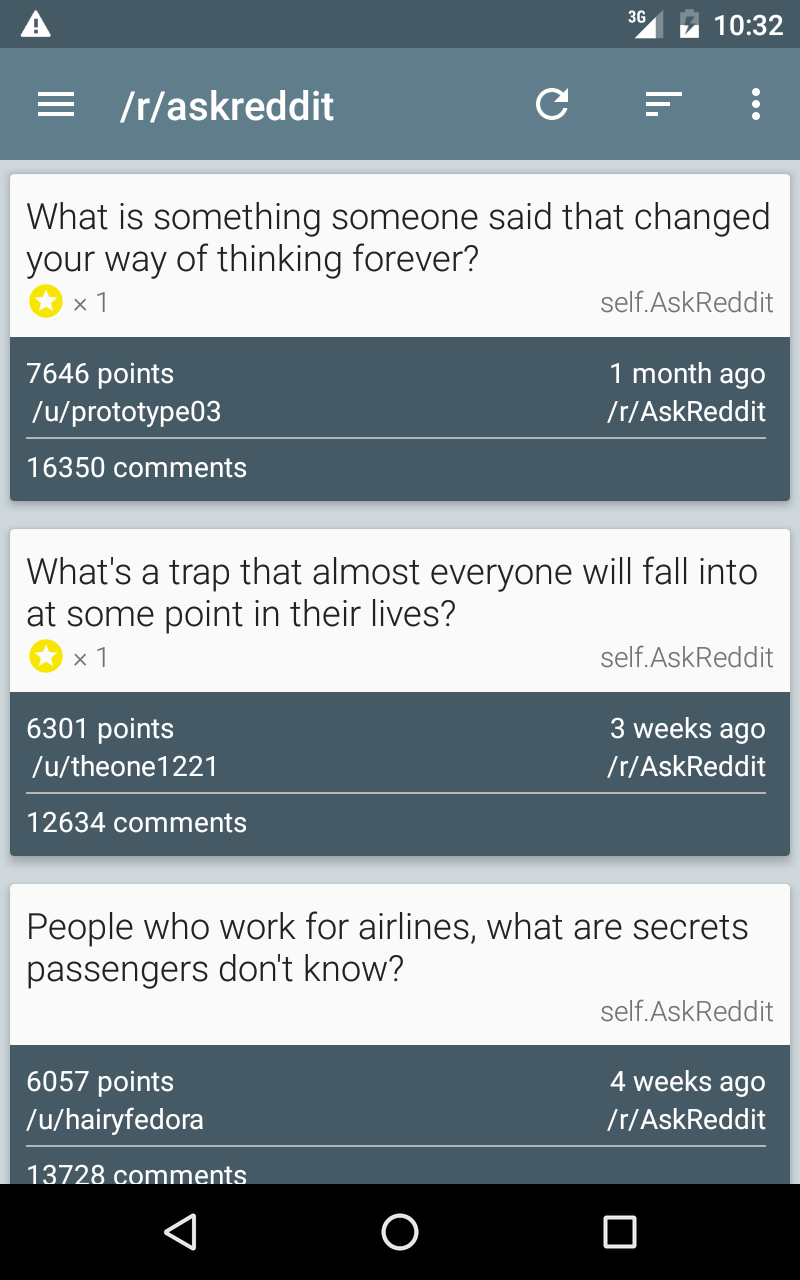 3G 10:32
/r/askreddit
What is something someone said that changed
your way of thinking forever?
× 1 self.AskReddit
7646 points 1 month ago
/u/prototype03 /r/AskReddit
16350 comments
What's a trap that almost everyone will fall into
at some point in their lives?
× 1 self.AskReddit
6301 points 3 weeks ago
/u/theone1221 /r/AskReddit
12634 comments
People who work for airlines, what are secrets
passengers don't know?
self.AskReddit
6057 points 4 weeks ago
/u/hairyfedora /r/AskReddit
13728 comments